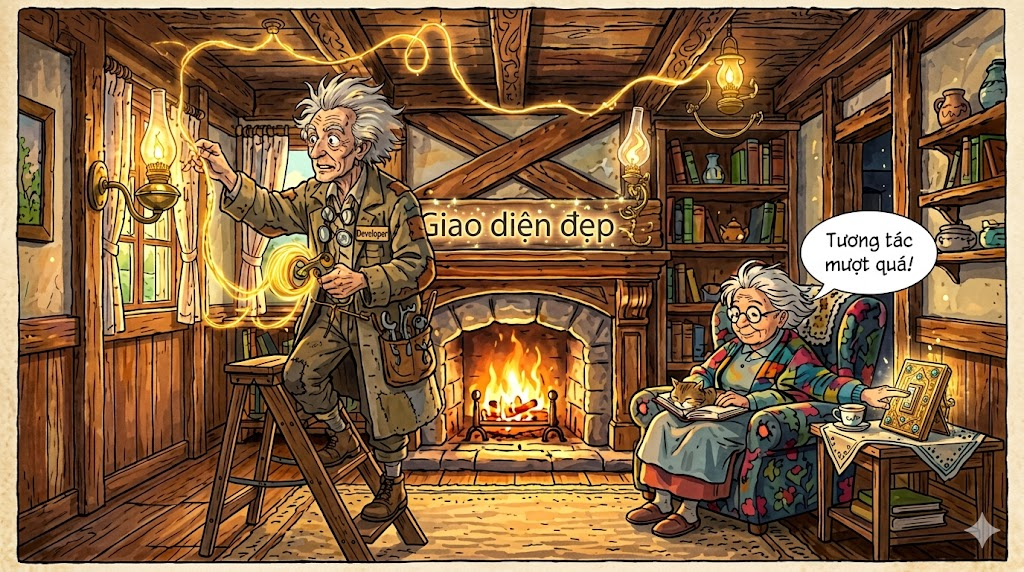 Developer
Giao diện đẹp
Tương tác
mượt quá!